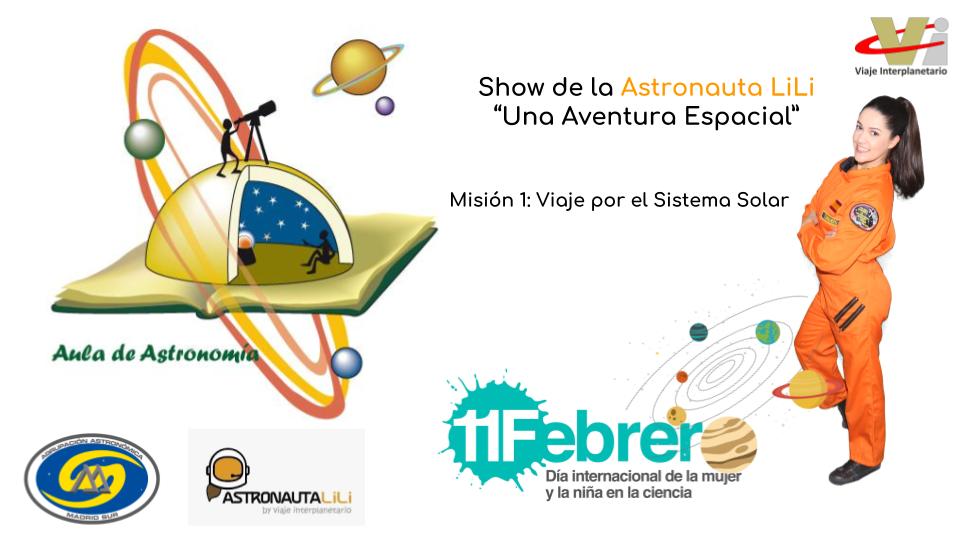 Vi
Viaje Interplanetario
Show de la Astronauta LiLi
“Una Aventura Espacial”
Misión 1: Viaje por el Sistema Solar
Aula de Astronomía
11Febrero
Día internacional de la mujer
y la niña en la ciencia
AGRUPACIÓN ASTRONÓMICA
MADRID SUR
ASTRONAUTALiLi
by Viaje Interplanetario